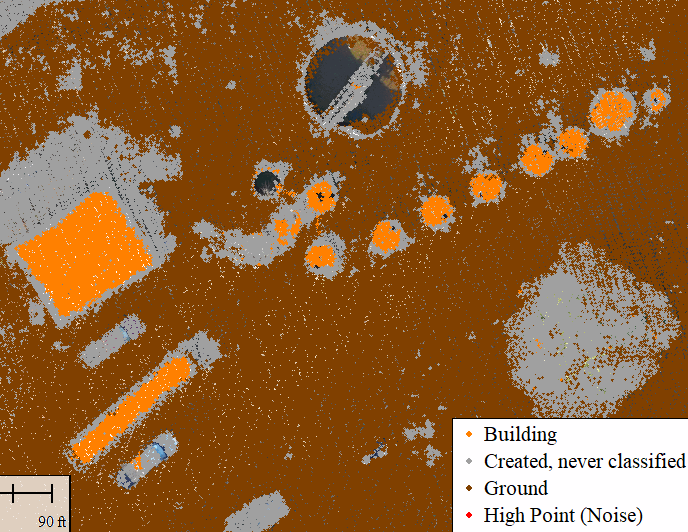 Building
Created, never classified
Ground
High Point (Noise)
90 ft